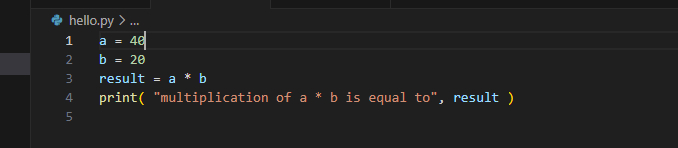 hello.py > ...
1 a = 40
2 b = 20
3 result = a * b
4 print( "multiplication of a * b is equal to", result )
5